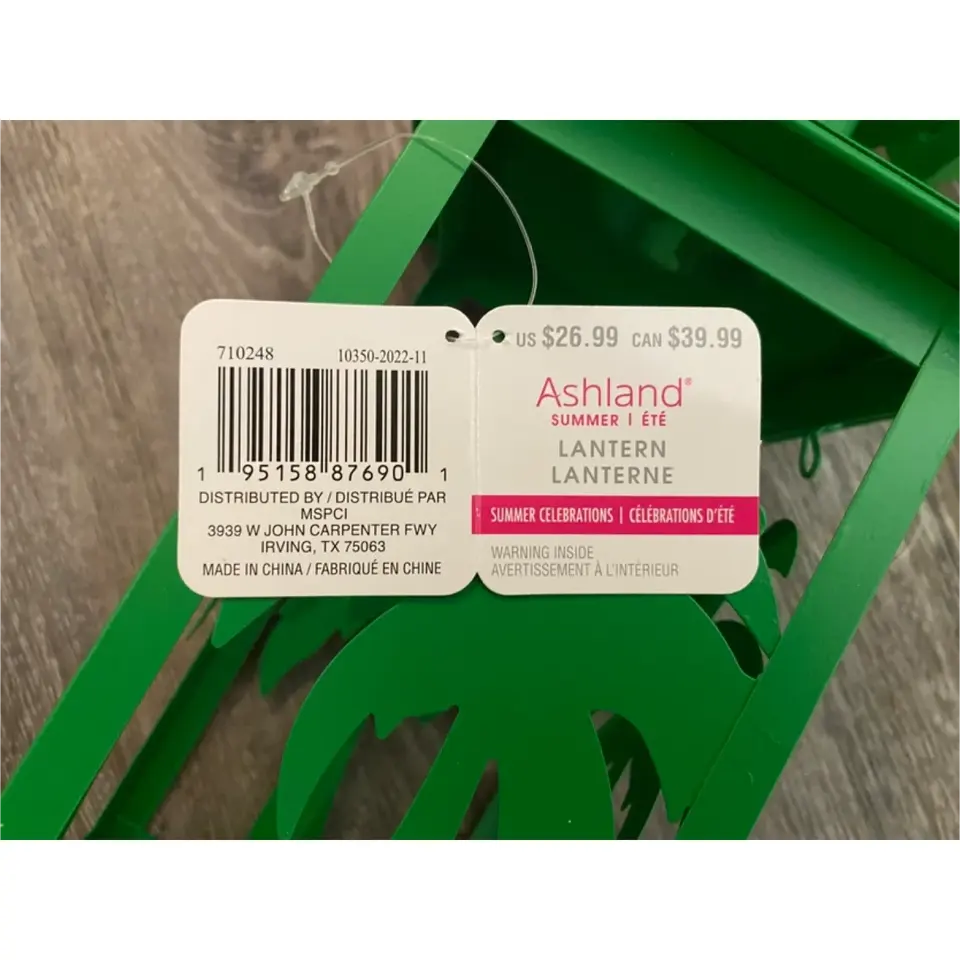 710248 10350-2022-11
1 95158 87690 1
DISTRIBUTED BY / DISTRIBUÉ PAR
MSPCI
3939 W JOHN CARPENTER FWY
IRVING, TX 75063
MADE IN CHINA / FABRIQUÉ EN CHINE
US $26.99 CAN $39.99
Ashland®
SUMMER | ÉTÉ
LANTERN
LANTERNE
SUMMER CELEBRATIONS | CÉLÉBRATIONS D'ÉTÉ
WARNING INSIDE
AVERTISSEMENT À L'INTÉRIEUR